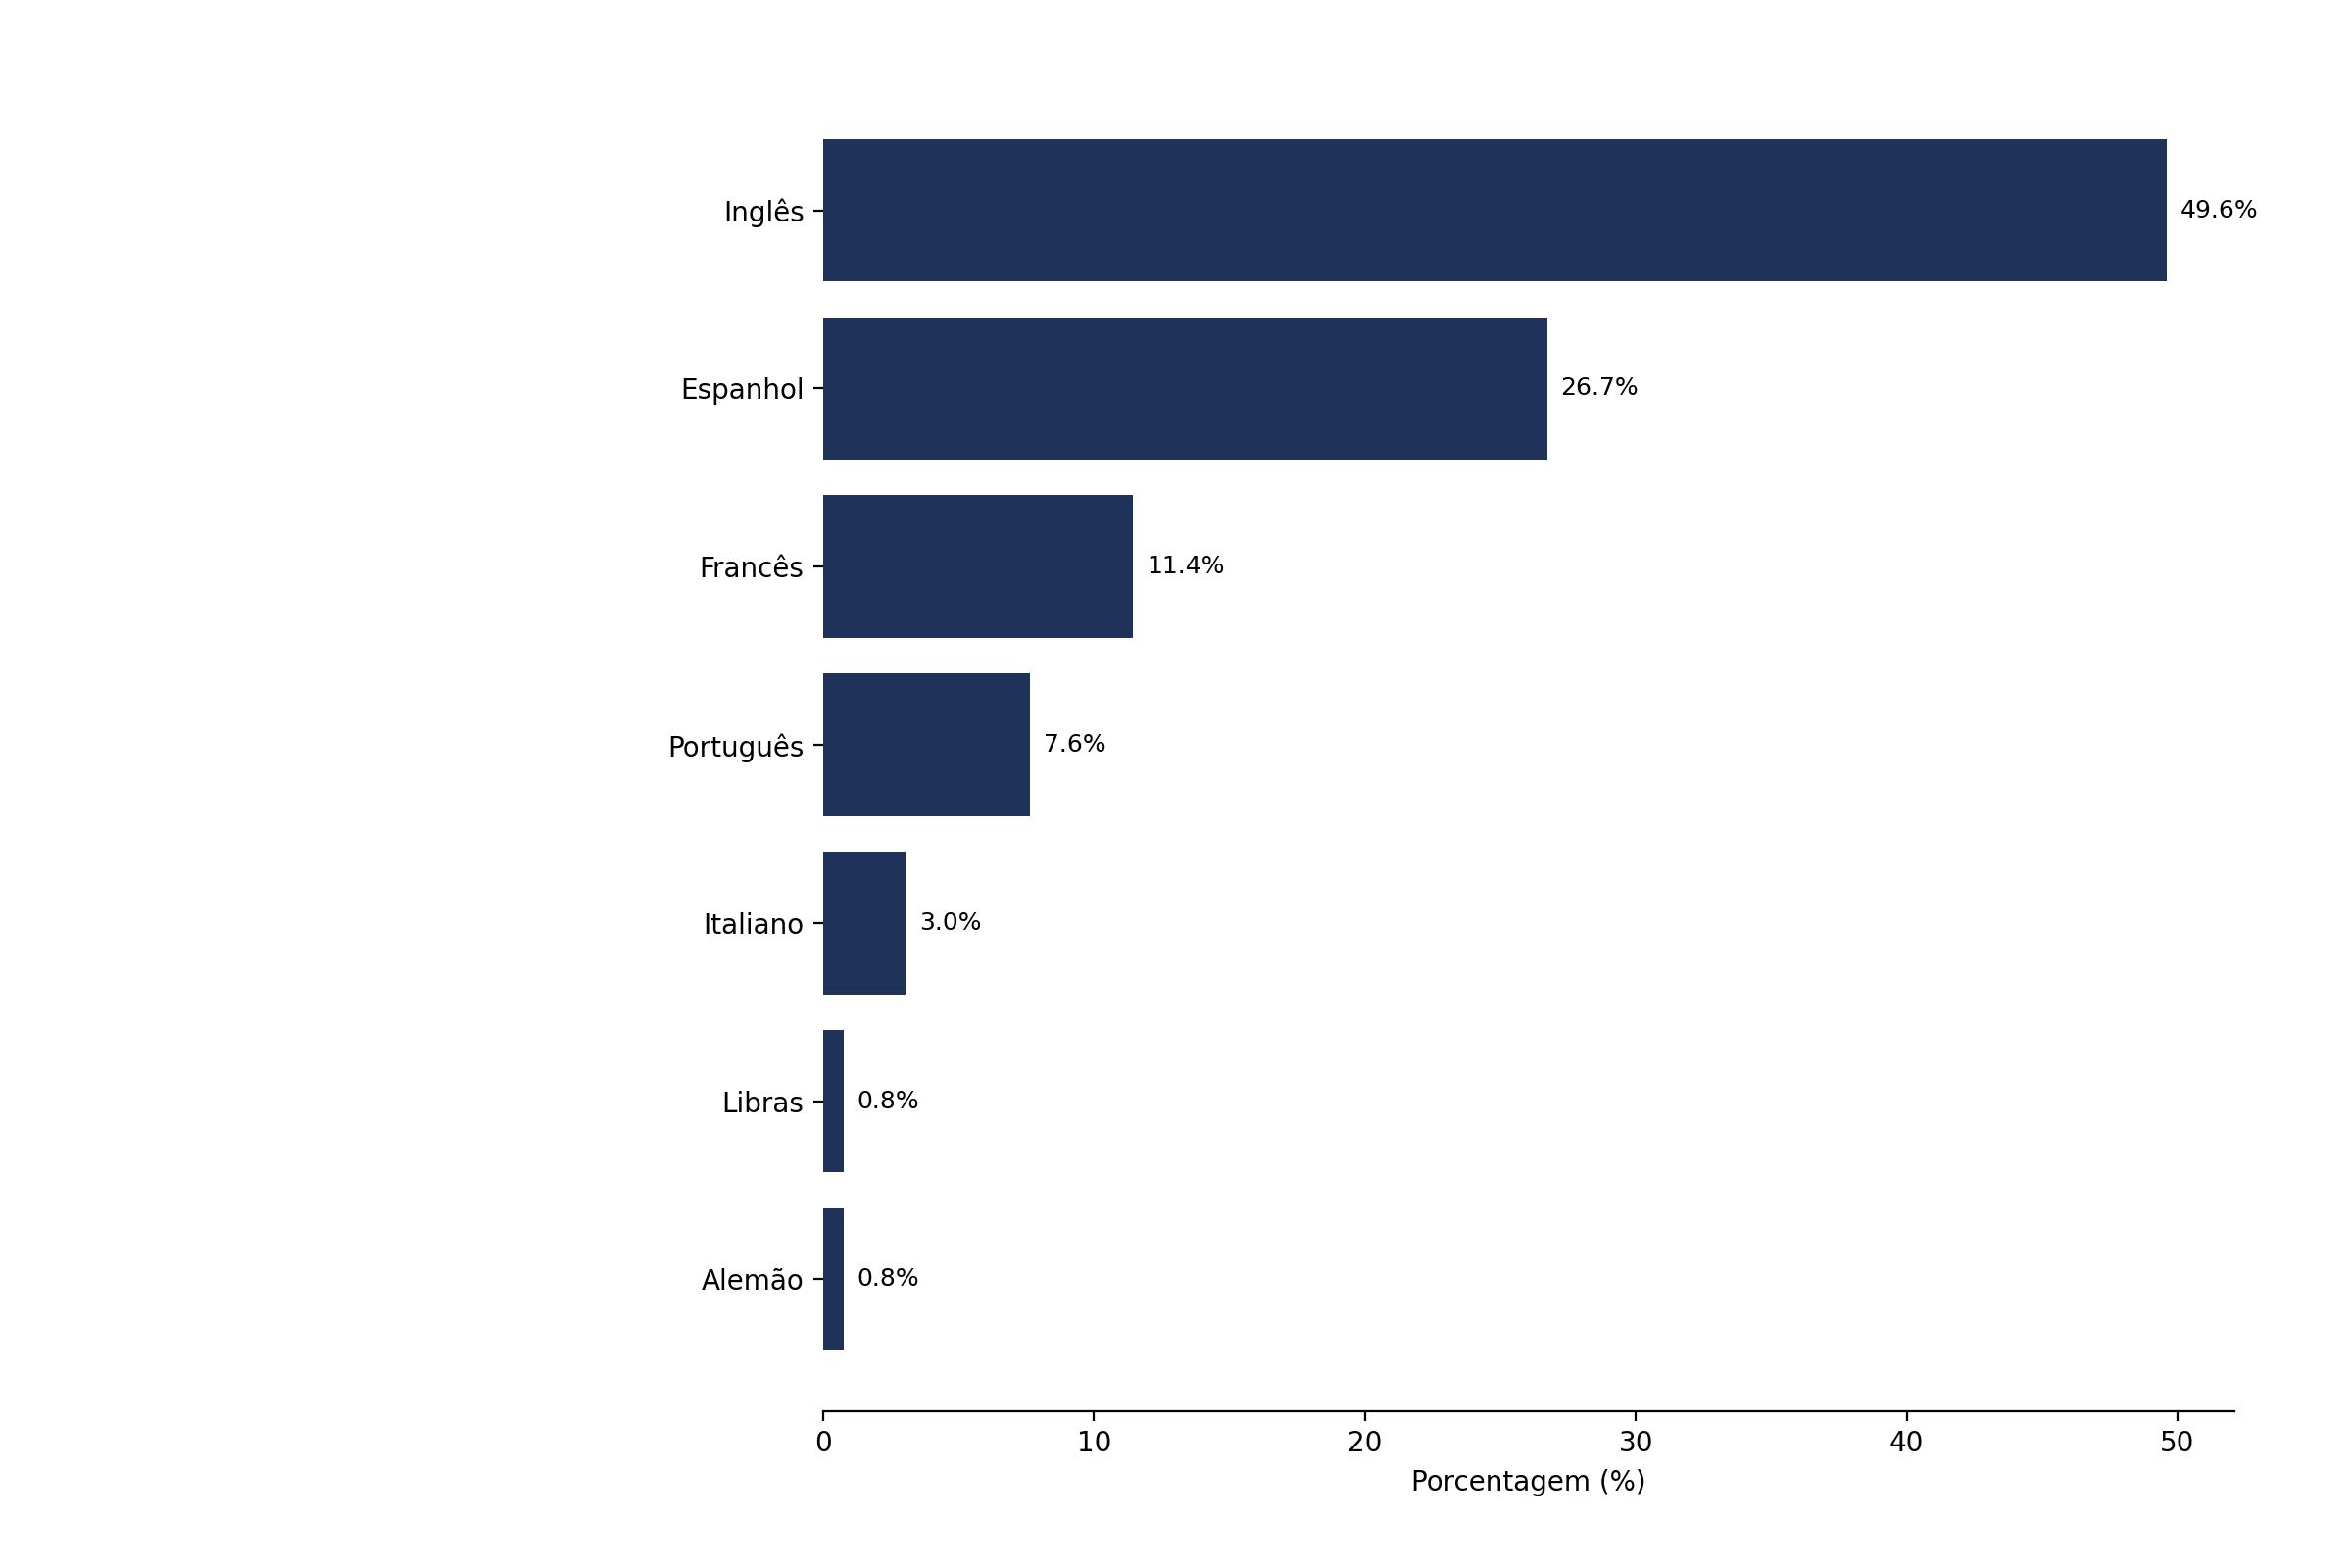 Inglês 49.6%
Espanhol 26.7%
Francês 11.4%
Português 7.6%
Italiano 3.0%
Libras 0.8%
Alemão 0.8%
0 10 20 30 40 50
Porcentagem (%)